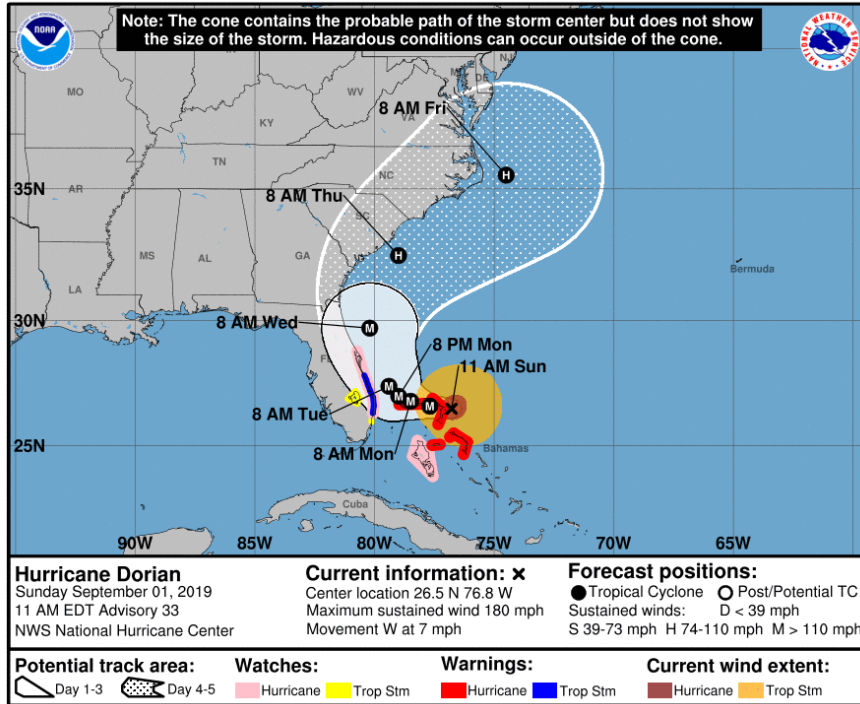 Note: The cone contains the probable path of the storm center but does not show
the size of the storm. Hazardous conditions can occur outside of the cone.
NOAA
NATIONAL WEATHER SERVICE
MO
KY
WV
VA
DE
NJ
8 AM Fri
35N
AR
TN
NC
H
8 AM Thu
SC
MS
AL
GA
H
LA
Bermuda
30N
8 AM Wed
M
8 PM Mon
11 AM Sun
M
M
M
M
8 AM Tue
8 AM Mon
25N
Bahamas
Cuba
90W
85W
80W
75W
70W
65W
Hurricane Dorian
Sunday September 01, 2019
11 AM EDT Advisory 33
NWS National Hurricane Center
Current information: x
Center location 26.5 N 76.8 W
Maximum sustained wind 180 mph
Movement W at 7 mph
Forecast positions:
Tropical Cyclone Post/Potential TC
Sustained winds: D < 39 mph
S 39-73 mph H 74-110 mph M > 110 mph
Potential track area:
Day 1-3 Day 4-5
Watches:
Hurricane Trop Stm
Warnings:
Hurricane Trop Stm
Current wind extent:
Hurricane Trop Stm